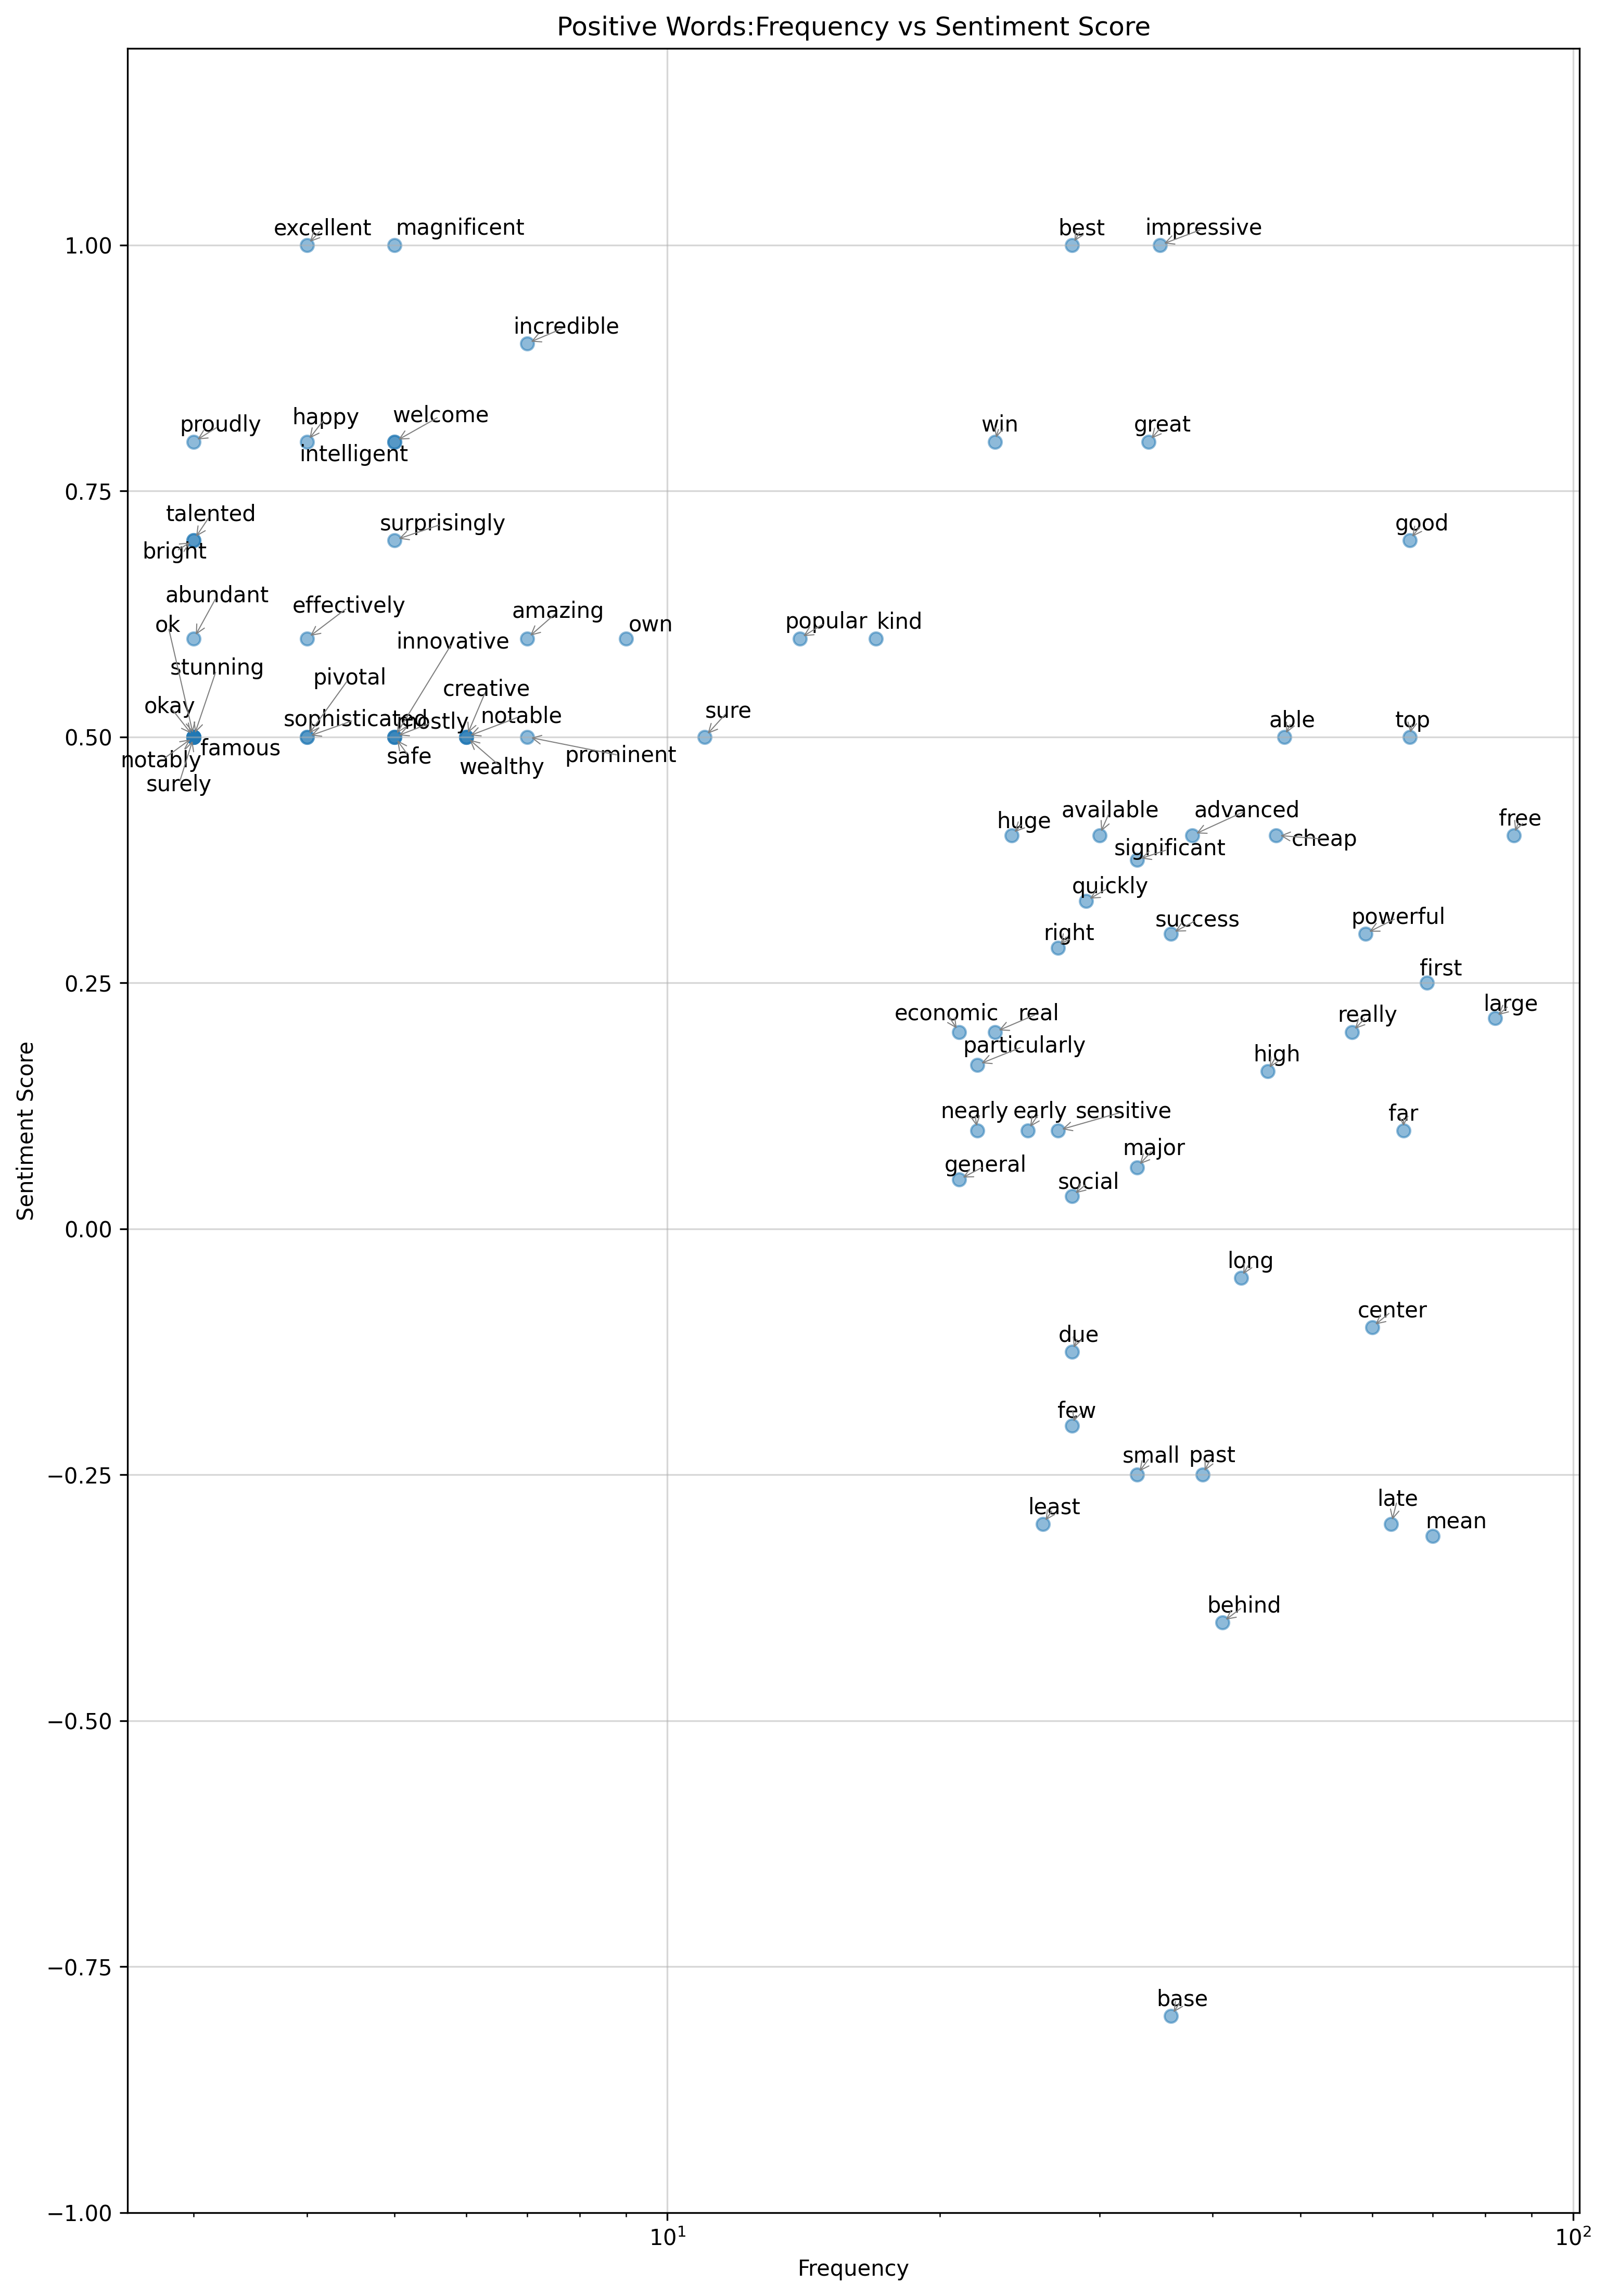 Positive Words:Frequency vs Sentiment Score
excellent
magnificent
best
impressive
1.00
incredible
proudly
happy
welcome
win
great
intelligent
0.75
talented
surprisingly
good
bright
abundant
effectively
amazing
ok
own
popular
kind
innovative
stunning
pivotal
creative
okay
sophisticated
mostly
notable
sure
able
top
0.50
notably
famous
safe
wealthy
prominent
surely
huge
available
advanced
cheap
free
significant
quickly
right
success
powerful
first
0.25
economic
real
really
large
particularly
high
nearly
early
sensitive
far
general
major
social
Sentiment Score
0.00
long
center
due
few
small
past
−0.25
least
late
mean
behind
−0.50
−0.75
base
−1.00
10¹
10²
Frequency